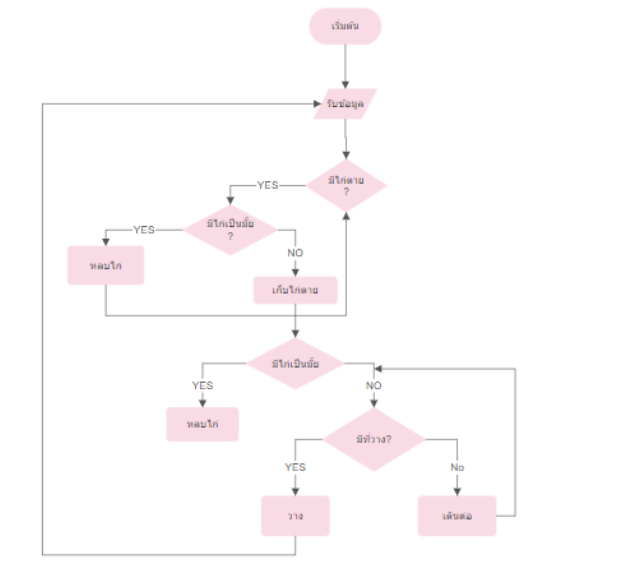 เริ่มต้น
รับข้อมูล
มีไก่ตาย
?
YES
มีไก่เป็นมั้ย
?
YES
NO
หลบไก่
เก็บไก่ตาย
มีไก่เป็นมั้ย
YES
NO
หลบไก่
มีที่วาง?
YES
No
วาง
เดินต่อ